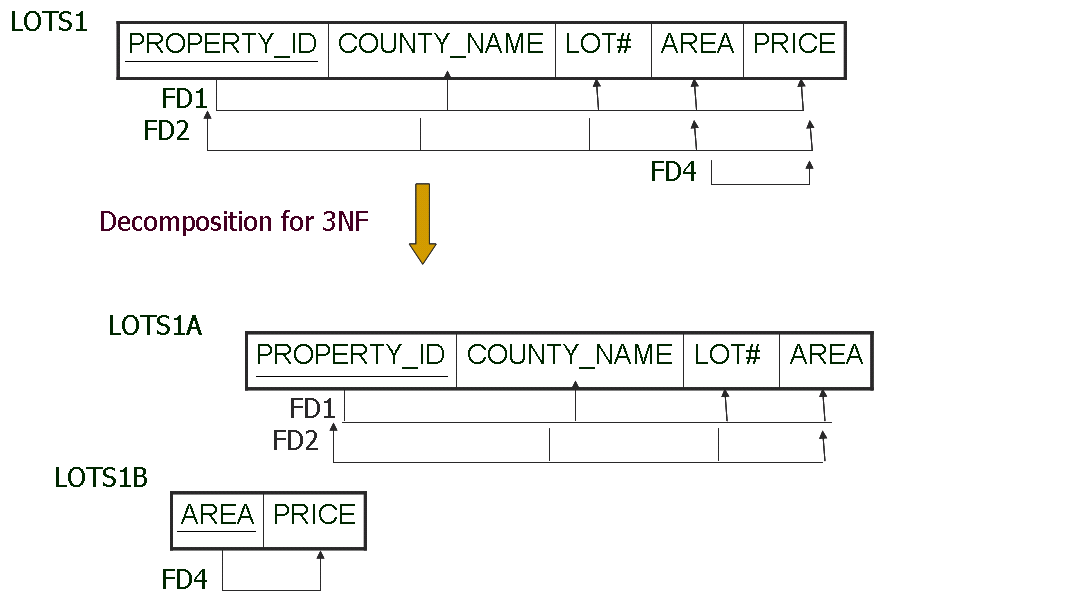 LOTS1
PROPERTY_ID COUNTY_NAME LOT# AREA PRICE
FD1
FD2
FD4
Decomposition for 3NF
LOTS1A
PROPERTY_ID COUNTY_NAME LOT# AREA
FD1
FD2
LOTS1B
AREA PRICE
FD4